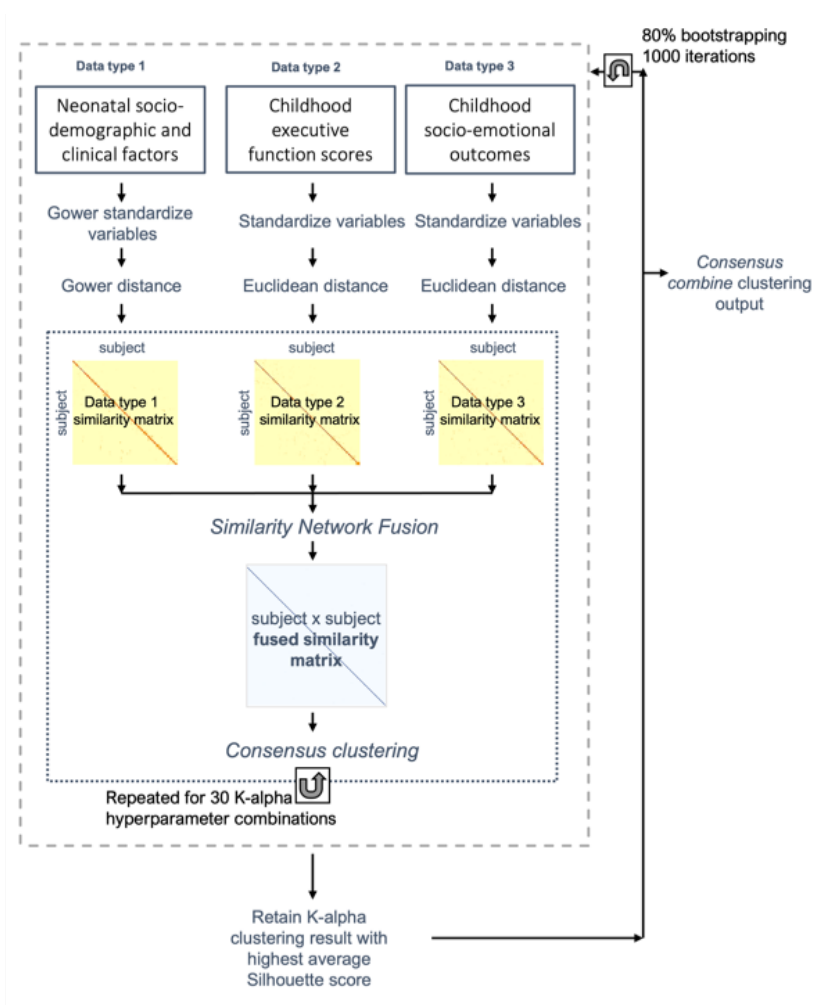 80% bootstrapping
1000 iterations
Data type 1
Data type 2
Data type 3
Neonatal socio-
demographic and
clinical factors
Childhood
executive
function scores
Childhood
socio-emotional
outcomes
Gower standardize
variables
Standardize variables
Standardize variables
Gower distance
Euclidean distance
Euclidean distance
Consensus
combine clustering
output
subject
subject
subject
subject
Data type 1
similarity matrix
subject
Data type 2
similarity matrix
subject
Data type 3
similarity matrix
Similarity Network Fusion
subject x subject
fused similarity
matrix
Consensus clustering
Repeated for 30 K-alpha
hyperparameter combinations
Retain K-alpha
clustering result with
highest average
Silhouette score